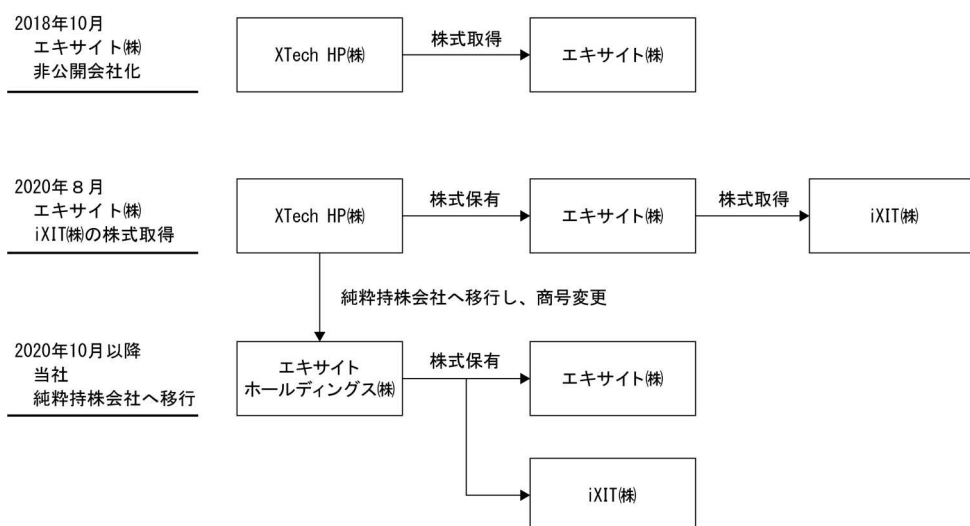 2018年10月
エキサイト㈱
非公開会社化
XTech HP㈱
株式取得
エキサイト㈱
2020年８月
エキサイト㈱
iXIT㈱の株式取得
XTech HP㈱
株式保有
エキサイト㈱
株式取得
iXIT㈱
純粋持株会社へ移行し、商号変更
2020年10月以降
当社
純粋持株会社へ移行
エキサイト
ホールディングス㈱
株式保有
エキサイト㈱
iXIT㈱